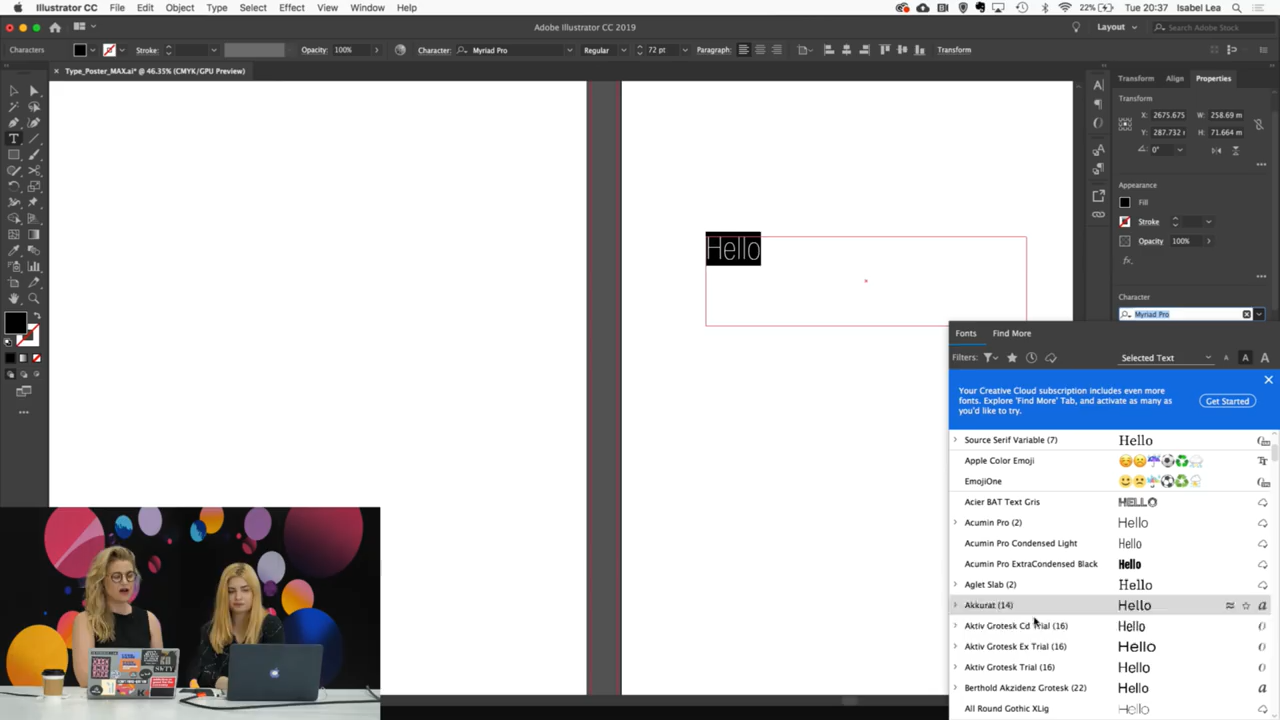 Illustrator CC File Edit Object Type Select Effect View Window Help 22% Tue 20:37 Isabel Lea
Adobe Illustrator CC 2019 Layout Search Adobe Stock
Characters Stroke: Opacity: 100% Character: Myriad Pro Regular 72 pt Paragraph: Transform
× Type_Poster_MAX.ai* @ 46.35% (CMYK/GPU Preview)
Transform Align Properties
Transform
X: 2675.675 W: 258.69 m
Y: 287.732 H: 71.664 m
0°
Appearance
Fill
Stroke
Opacity 100%
fx.
Hello
Character
Myriad Pro
Fonts Find More
Filters: Selected Text
Your Creative Cloud subscription includes even more
fonts. Explore 'Find More' Tab, and activate as many as
you'd like to try.
Get Started
Source Serif Variable (7) Hello
Apple Color Emoji
EmojiOne
Acier BAT Text Gris HELLO
Acumin Pro (2) Hello
Acumin Pro Condensed Light Hello
Acumin Pro ExtraCondensed Black Hello
Aglet Slab (2) Hello
Akkurat (14) Hello
Aktiv Grotesk Cd Trial (16) Hello
Aktiv Grotesk Ex Trial (16) Hello
Aktiv Grotesk Trial (16) Hello
Berthold Akzidenz Grotesk (22) Hello
All Round Gothic XLig Hello